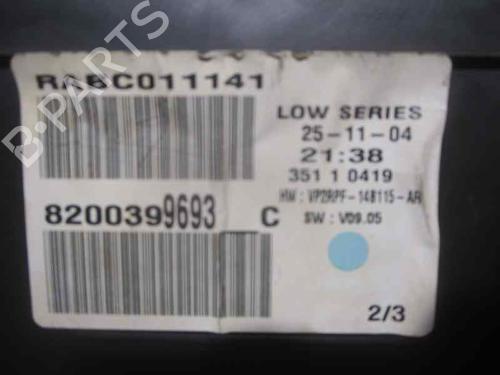 B-PARTS
RABC011141
LOW SERIES
25-11-04
21:38
351 1 0419
HW : VP2RPF-14B115-AR
SW : V09.05
8200399693 C
2/3